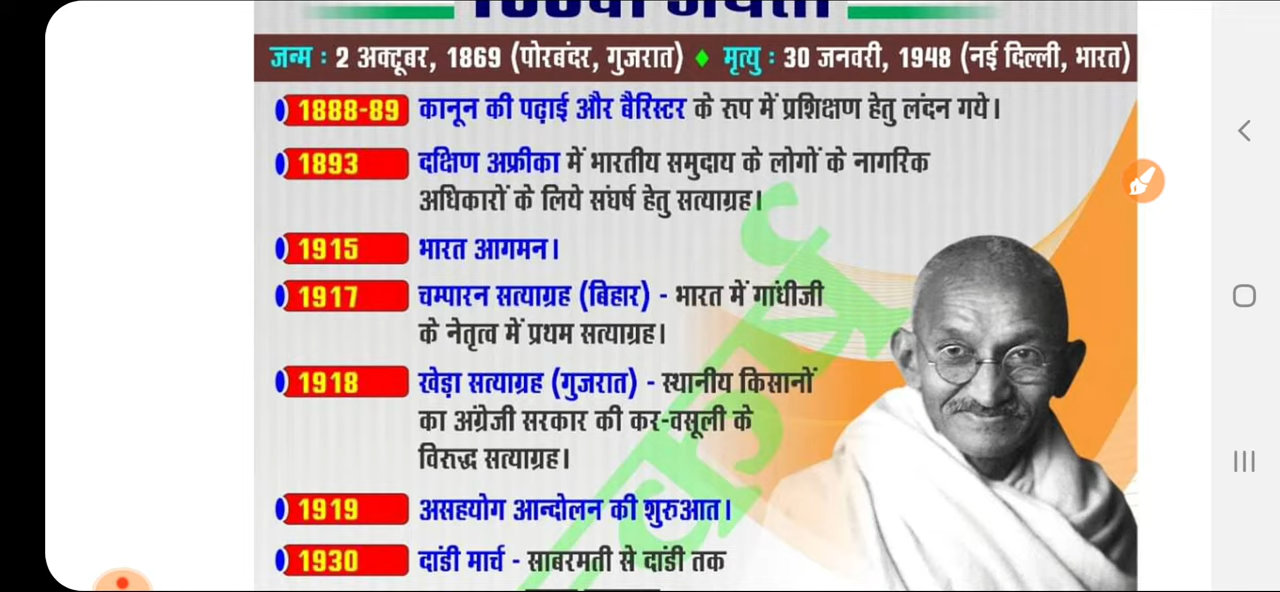 जन्म : 2 अक्टूबर, 1869 (पोरबंदर, गुजरात) ♦ मृत्यु : 30 जनवरी, 1948 (नई दिल्ली, भारत)
1888-89 कानून की पढ़ाई और बैरिस्टर के रुप में प्रशिक्षण हेतु लंदन गये।
1893 दक्षिण अफ्रीका में भारतीय समुदाय के लोगों के नागरिक
अधिकारों के लिये संघर्ष हेतु सत्याग्रह।
1915 भारत आगमन।
1917 चम्पारन सत्याग्रह (बिहार) - भारत में गांधीजी
के नेतृत्व में प्रथम सत्याग्रह।
1918 खेड़ा सत्याग्रह (गुजरात) - स्थानीय किसानों
का अंग्रेजी सरकार की कर-वसूली के
विरुद्ध सत्याग्रह।
1919 असहयोग आन्दोलन की शुरुआत।
1930 दांडी मार्च - साबरमती से दांडी तक